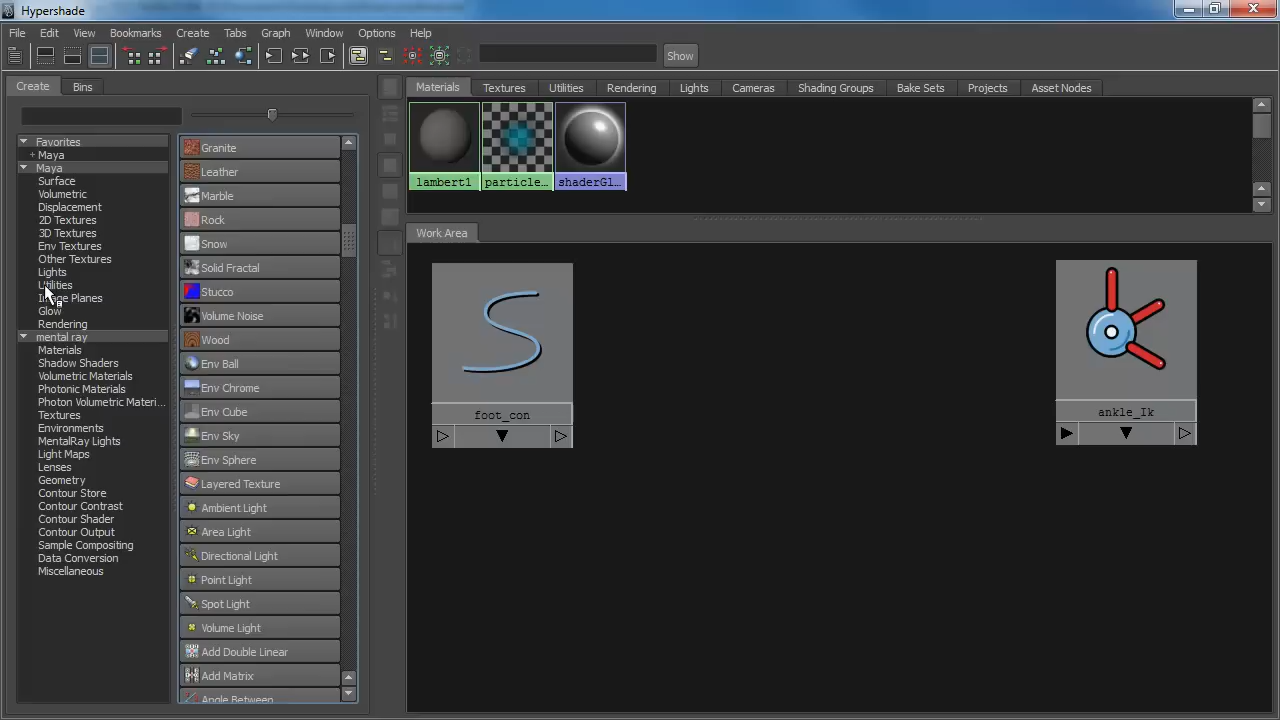 Hypershade
File Edit View Bookmarks Create Tabs Graph Window Options Help
Show
Create Bins
Materials Textures Utilities Rendering Lights Cameras Shading Groups Bake Sets Projects Asset Nodes
Favorites
+ Maya
Maya
Surface
Volumetric
Displacement
2D Textures
3D Textures
Env Textures
Other Textures
Lights
Utilities
Image Planes
Glow
Rendering
mental ray
Materials
Shadow Shaders
Volumetric Materials
Photonic Materials
Photon Volumetric Materi...
Textures
Environments
MentalRay Lights
Light Maps
Lenses
Geometry
Contour Store
Contour Contrast
Contour Shader
Contour Output
Sample Compositing
Data Conversion
Miscellaneous
Granite
Leather
Marble
Rock
Snow
Solid Fractal
Stucco
Volume Noise
Wood
Env Ball
Env Chrome
Env Cube
Env Sky
Env Sphere
Layered Texture
Ambient Light
Area Light
Directional Light
Point Light
Spot Light
Volume Light
Add Double Linear
Add Matrix
Angle Between
lambert1 particle... shaderGl...
Work Area
foot_con
ankle_Ik